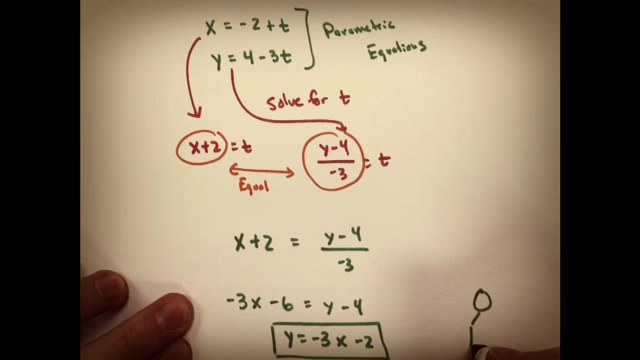 x = -2 + t
y = 4 - 3t
Parametric
Equations
solve for t
x+2 = t
y-4
-3
= t
Equal
x+2 = y-4
-3
-3x - 6 = y-4
y = -3x - 2